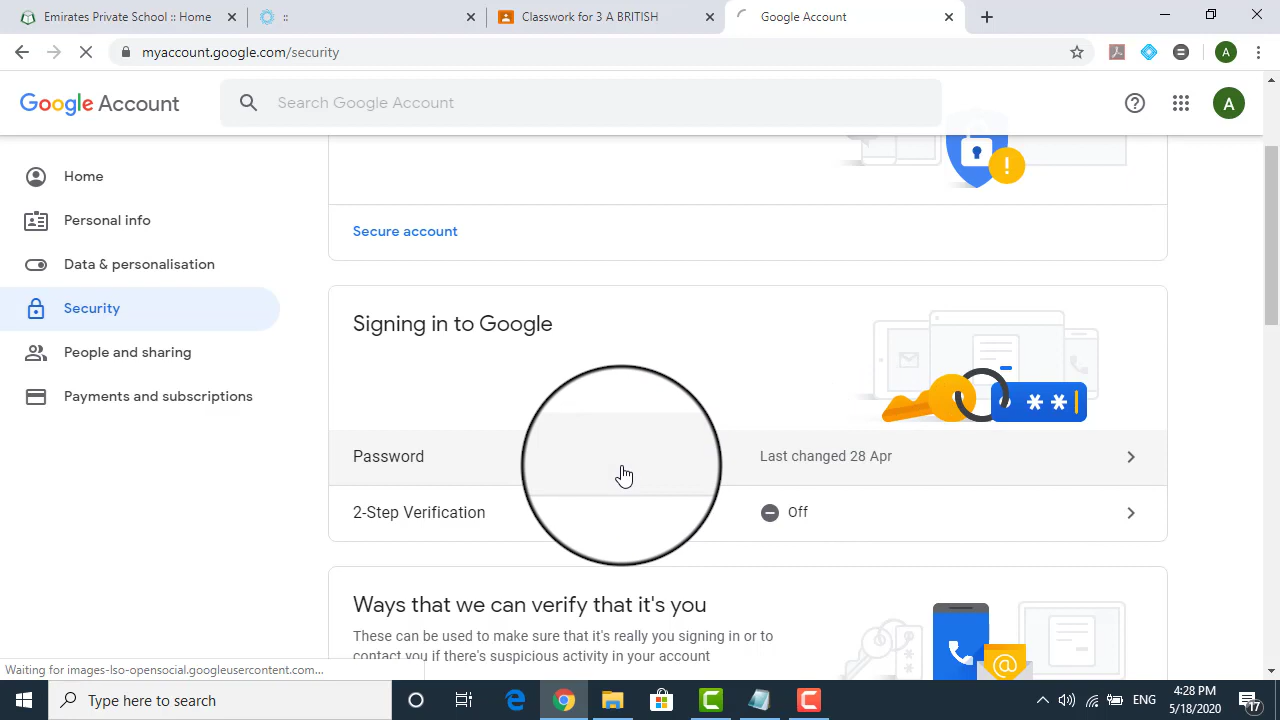 Emirates Private School :: Home
::
Classwork for 3 A BRITISH
Google Account
myaccount.google.com/security
A
Google Account
Search Google Account
A
Home
Personal info
Data & personalisation
Security
People and sharing
Payments and subscriptions
Secure account
Signing in to Google
**
Password
Last changed 28 Apr
2-Step Verification
Off
Ways that we can verify that it's you
These can be used to make sure that it's really you signing in or to
contact you if there's suspicious activity in your account
Waiting for images-lso-opensocial.googleusercontent.com...
Type here to search
ENG
4:28 PM
5/18/2020
17